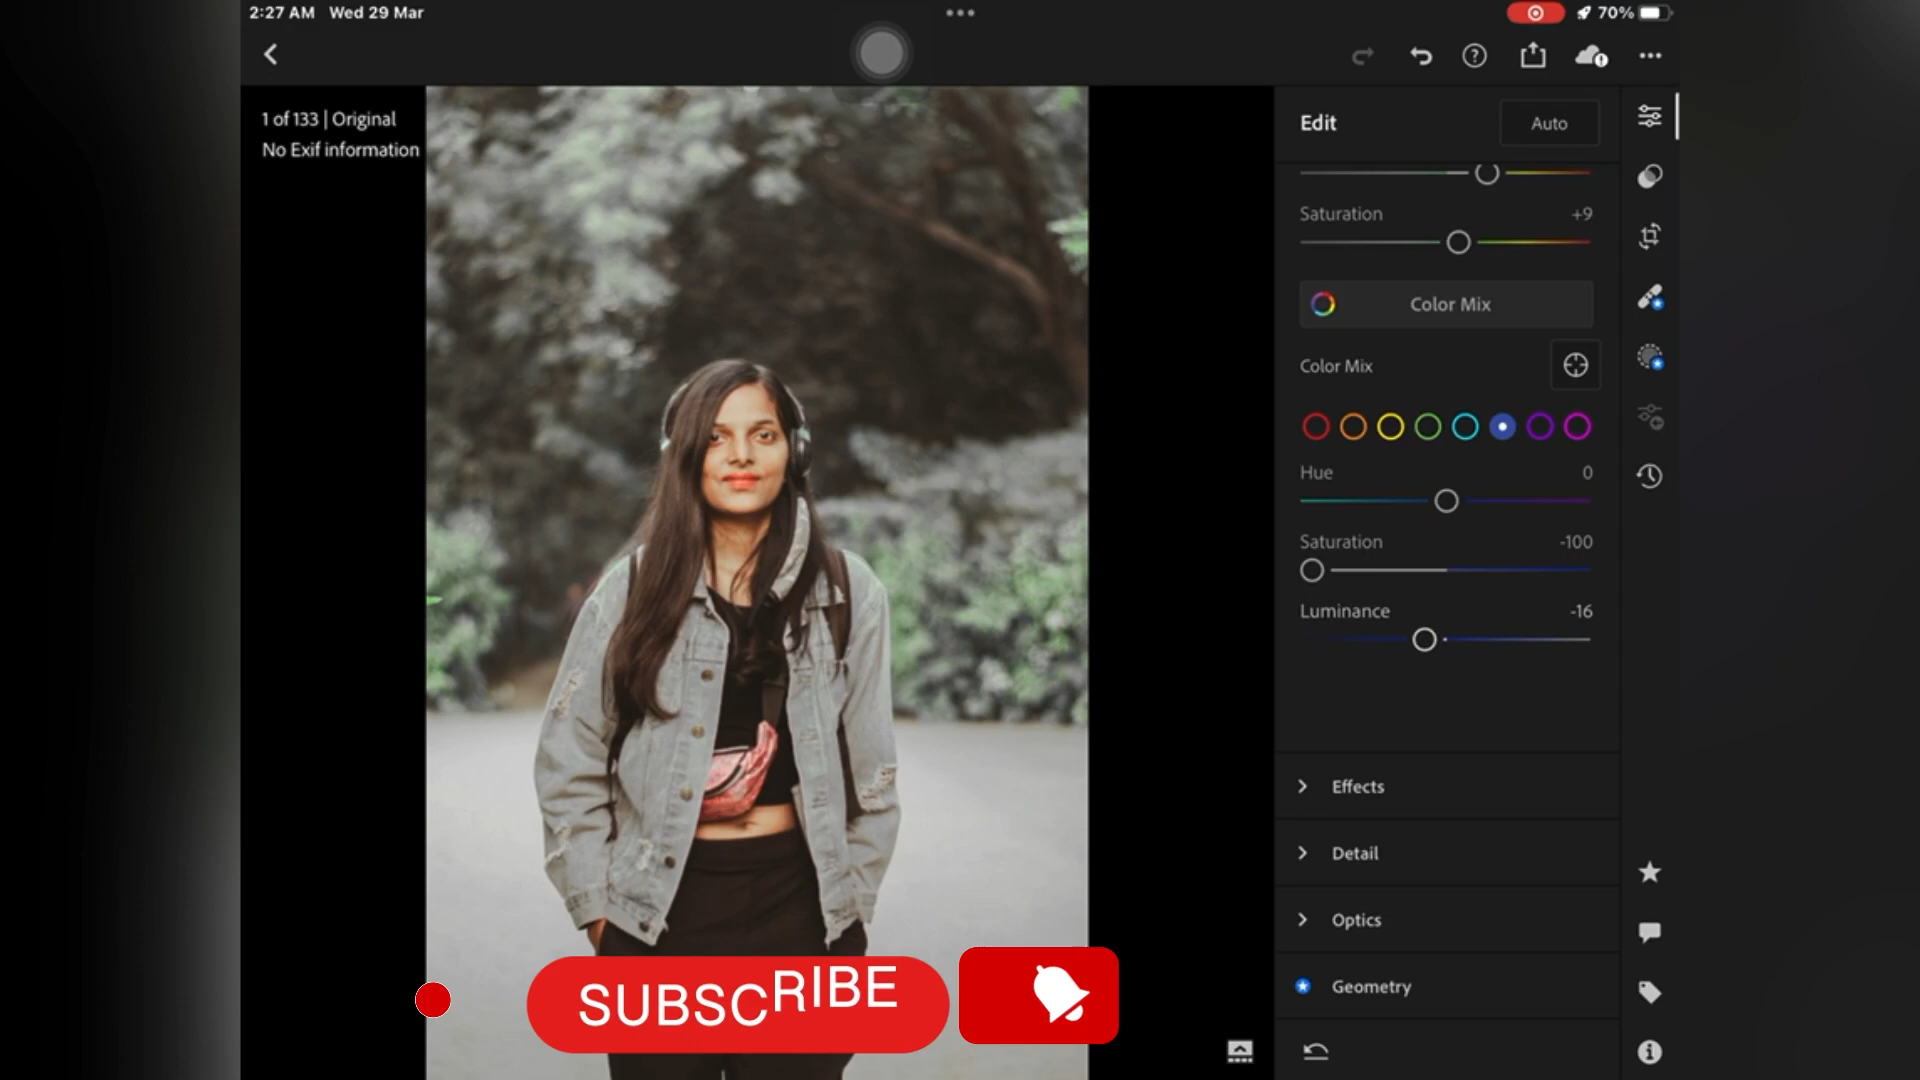 2:27 AM Wed 29 Mar
70%
1 of 133 | Original
No Exif information
Edit
Auto
Saturation +9
Color Mix
Color Mix
Hue 0
Saturation -100
Luminance -16
Effects
Detail
Optics
Geometry
SUBSCRIBE